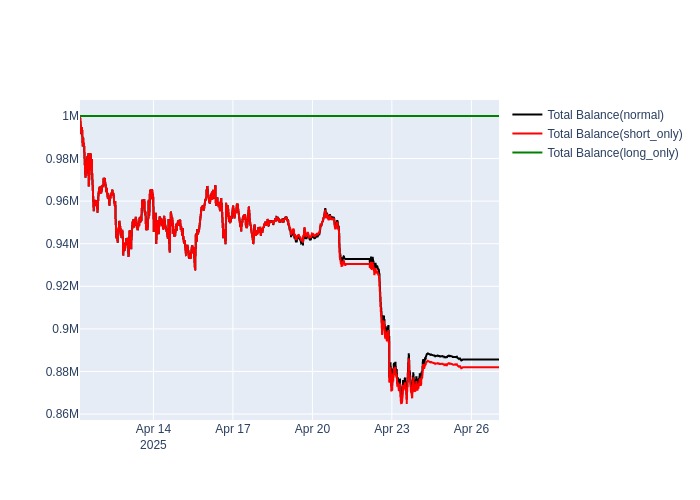 1M
0.98M
0.96M
0.94M
0.92M
0.9M
0.88M
0.86M
Apr 14
2025
Apr 17
Apr 20
Apr 23
Apr 26
Total Balance(normal)
Total Balance(short_only)
Total Balance(long_only)